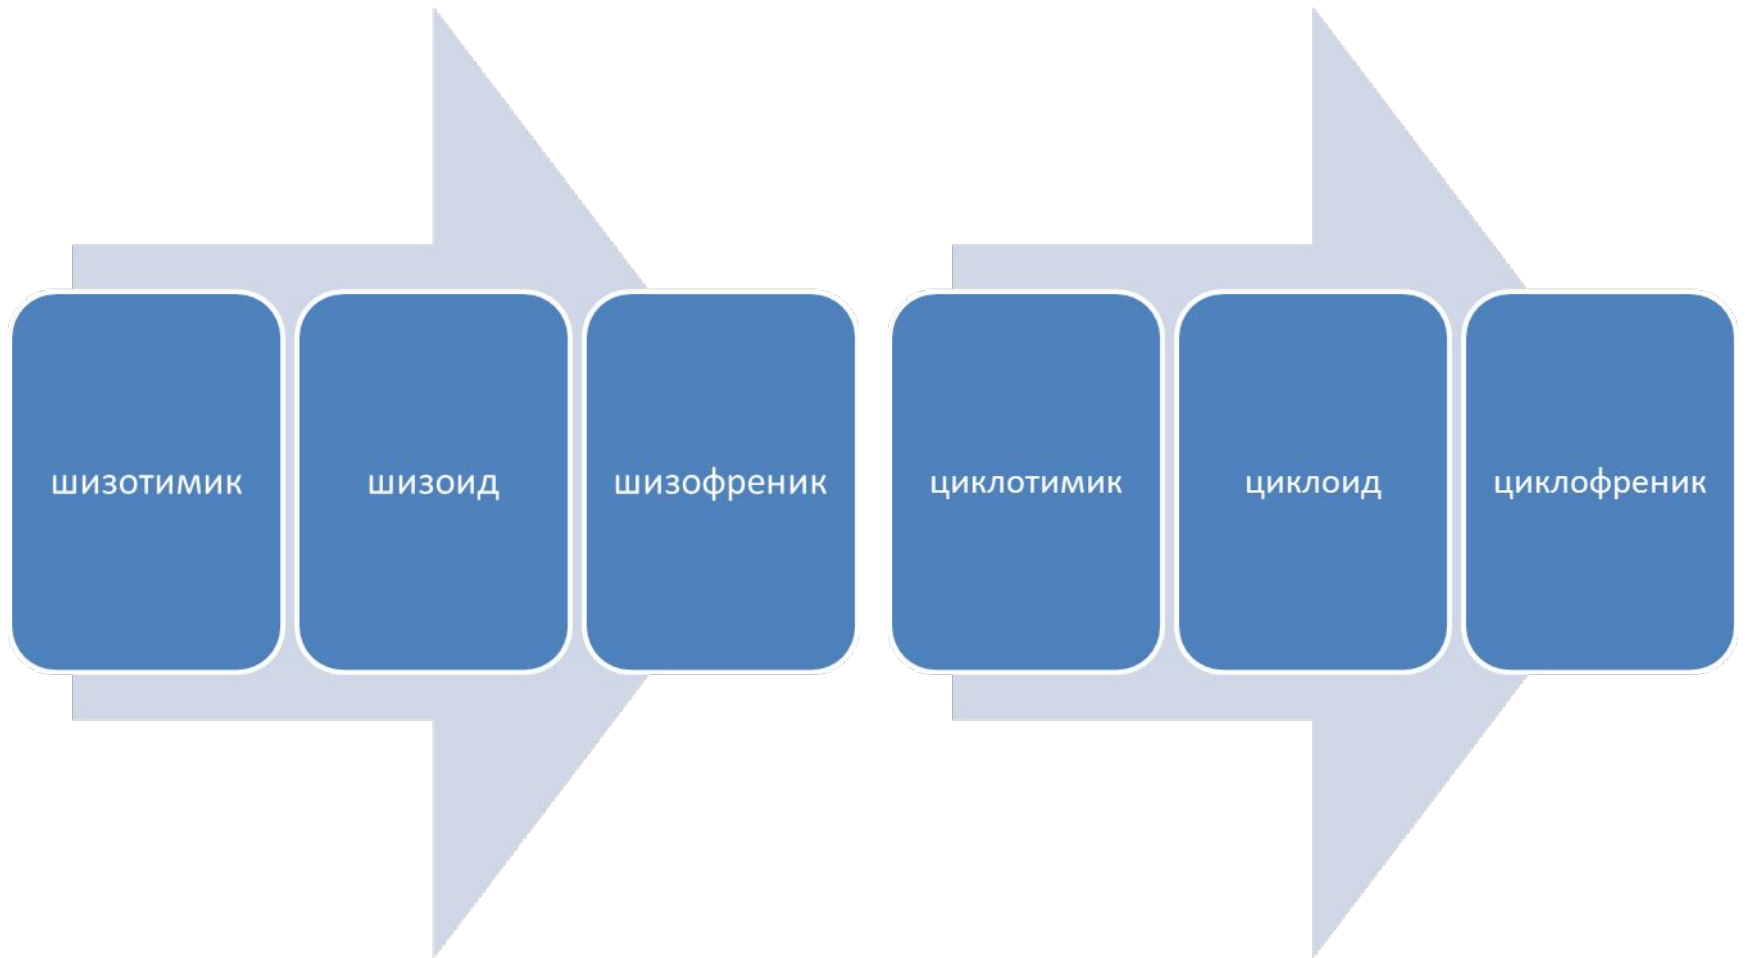 шизотимик
шизоид
шизофреник
циклотимик
циклоид
циклофреник